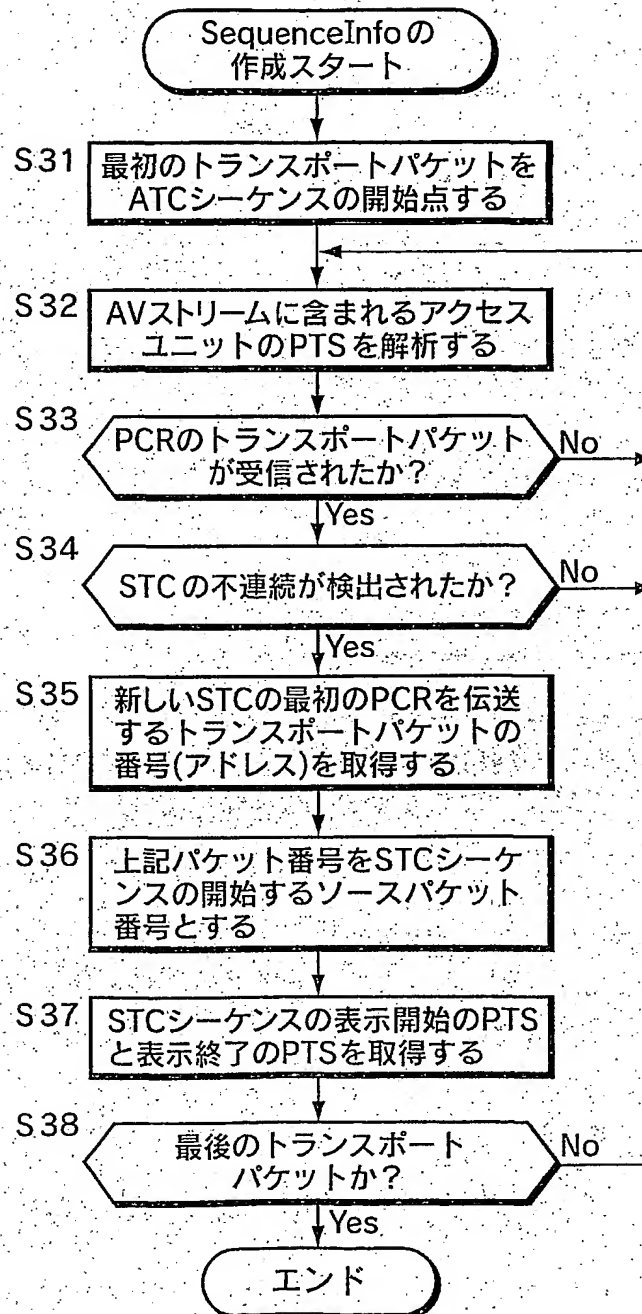 SequenceInfoの
作成スタート
S31
最初のトランスポートパケットを
ATCシーケンスの開始点する
S32
AVストリームに含まれるアクセス
ユニットのPTSを解析する
S33
PCRのトランスポートパケット
が受信されたか?
No
Yes
S34
STCの不連続が検出されたか?
No
Yes
S35
新しいSTCの最初のPCRを伝送
するトランスポートパケットの
番号(アドレス)を取得する
S36
上記パケット番号をSTCシーケ
ンスの開始するソースパケット
番号とする
S37
STCシーケンスの表示開始のPTS
と表示終了のPTSを取得する
S38
最後のトランスポート
パケットか?
No
Yes
エンド